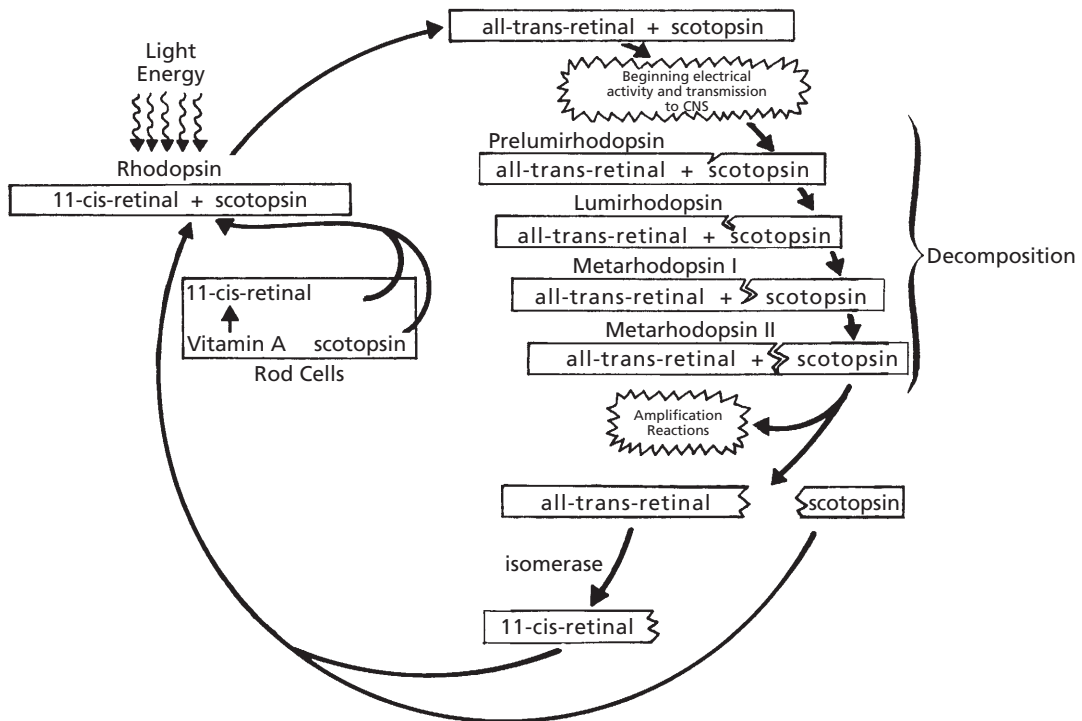 all-trans-retinal + scotopsin
Light
Energy
Beginning electrical
activity and transmission
to CNS
Rhodopsin
11-cis-retinal + scotopsin
Prelumirhodopsin
all-trans-retinal + scotopsin
Lumirhodopsin
all-trans-retinal + scotopsin
Metarhodopsin I
all-trans-retinal + scotopsin
Metarhodopsin II
all-trans-retinal + scotopsin
Decomposition
11-cis-retinal
Vitamin A scotopsin
Rod Cells
Amplification
Reactions
all-trans-retinal scotopsin
isomerase
11-cis-retinal